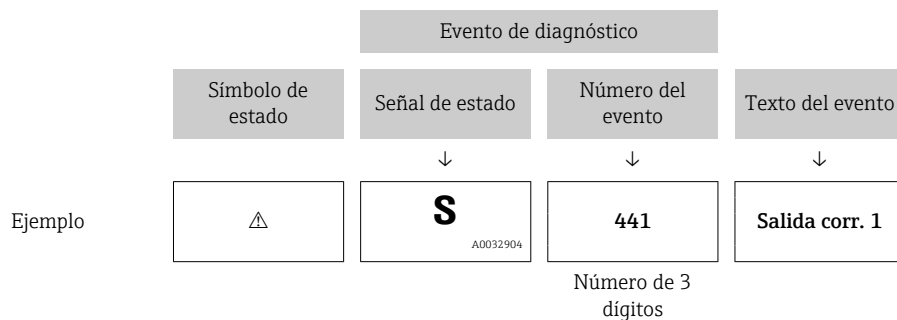 Evento de diagnóstico
Símbolo de
estado
Señal de estado
Número del
evento
Texto del evento
↓ ↓ ↓
Ejemplo
⚠
S
A0032904
441
Salida corr. 1
Número de 3
dígitos